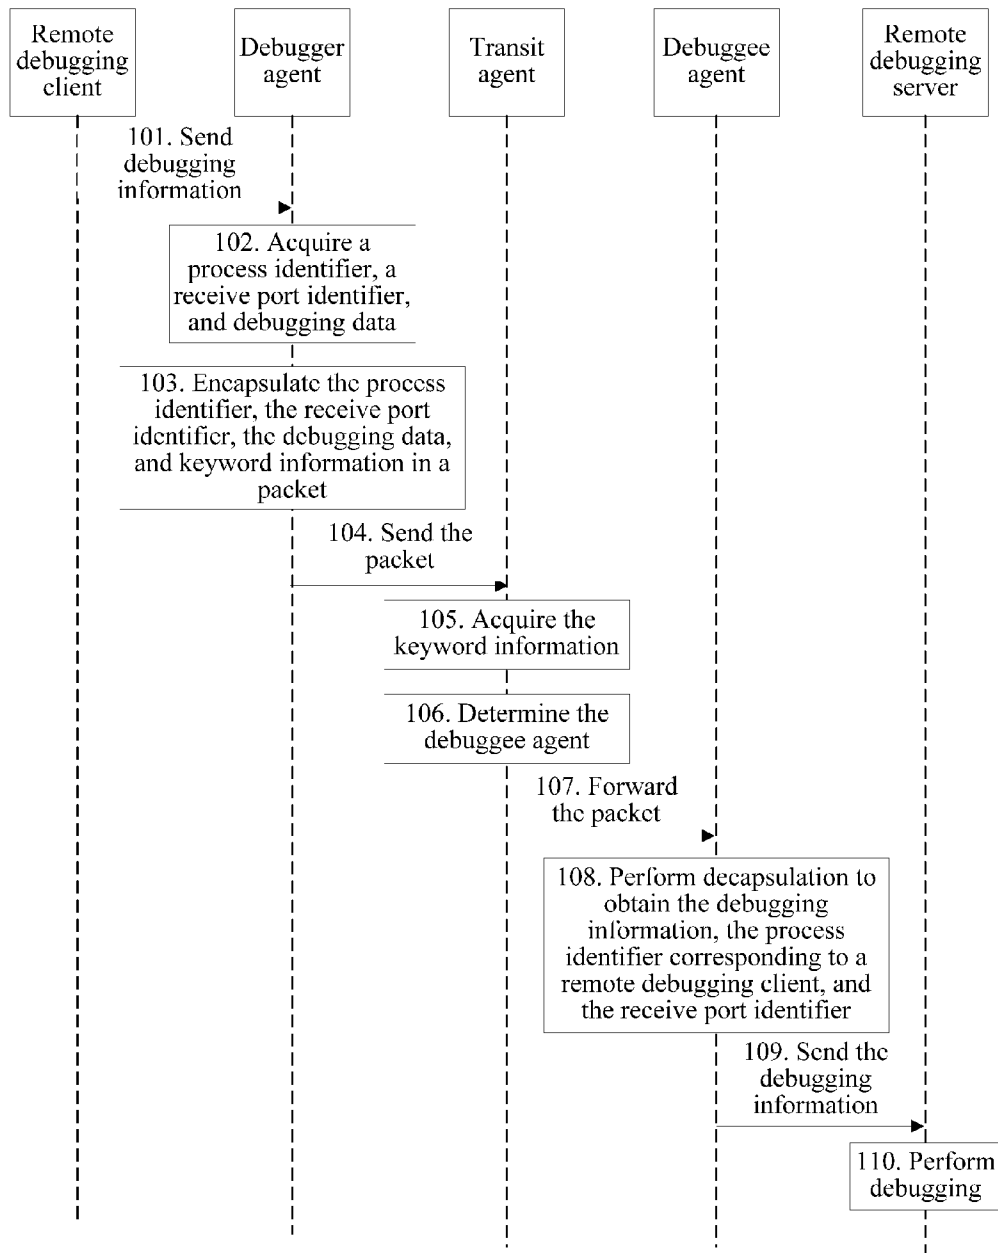 Remote
debugging
client
Debugger
agent
Transit
agent
Debuggee
agent
Remote
debugging
server
101. Send
debugging
information
102. Acquire a
process identifier, a
receive port identifier,
and debugging data
103. Encapsulate the process
identifier, the receive port
identifier, the debugging data,
and keyword information in a
packet
104. Send the
packet
105. Acquire the
keyword information
106. Determine the
debuggee agent
107. Forward
the packet
108. Perform decapsulation to
obtain the debugging
information, the process
identifier corresponding to a
remote debugging client, and
the receive port identifier
109. Send the
debugging
information
110. Perform
debugging